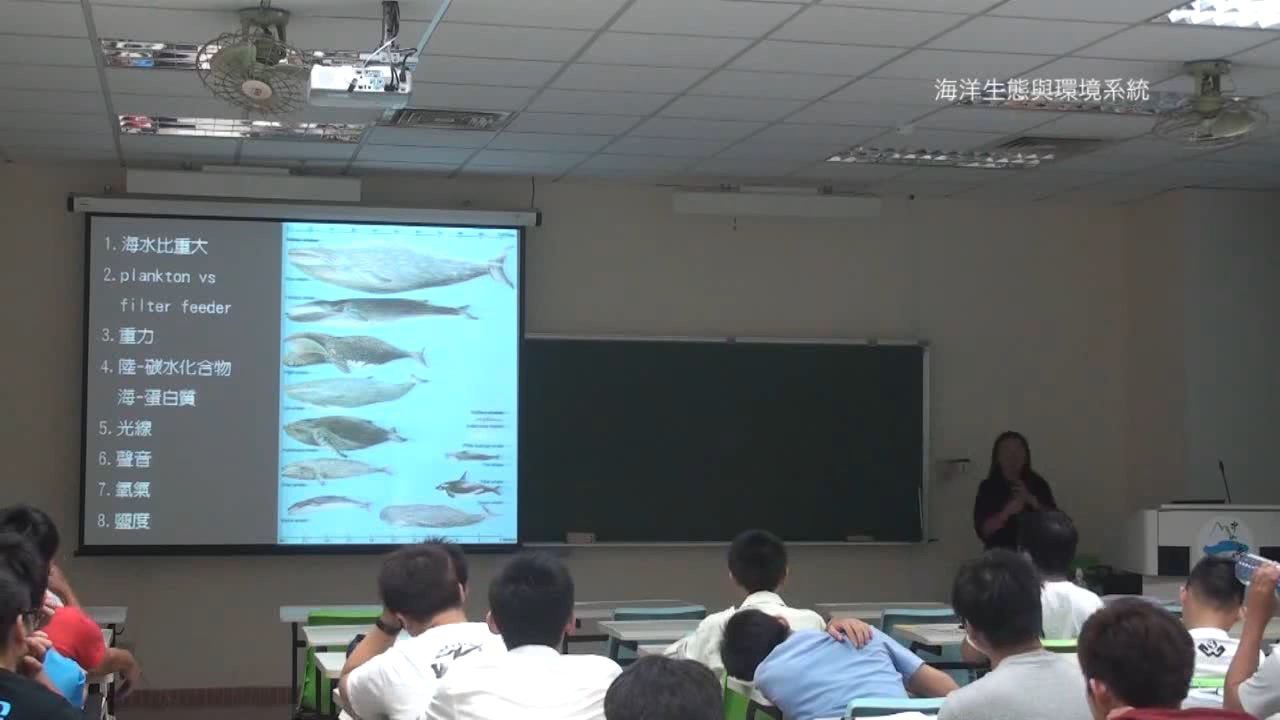 海洋生態與環境系統
1.海水比重大
2.plankton vs
filter feeder
3.重力
4.陸-碳水化合物
海-蛋白質
5.光線
6.聲音
7.氧氣
8.鹽度